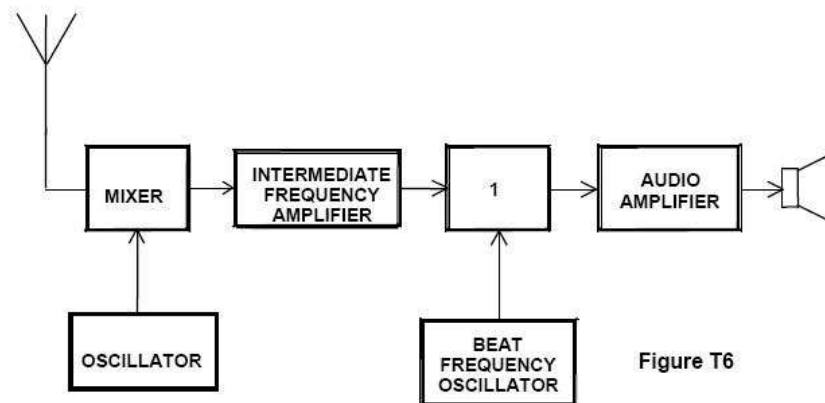 MIXER
INTERMEDIATE
FREQUENCY
AMPLIFIER
1
AUDIO
AMPLIFIER
OSCILLATOR
BEAT
FREQUENCY
OSCILLATOR
Figure T6